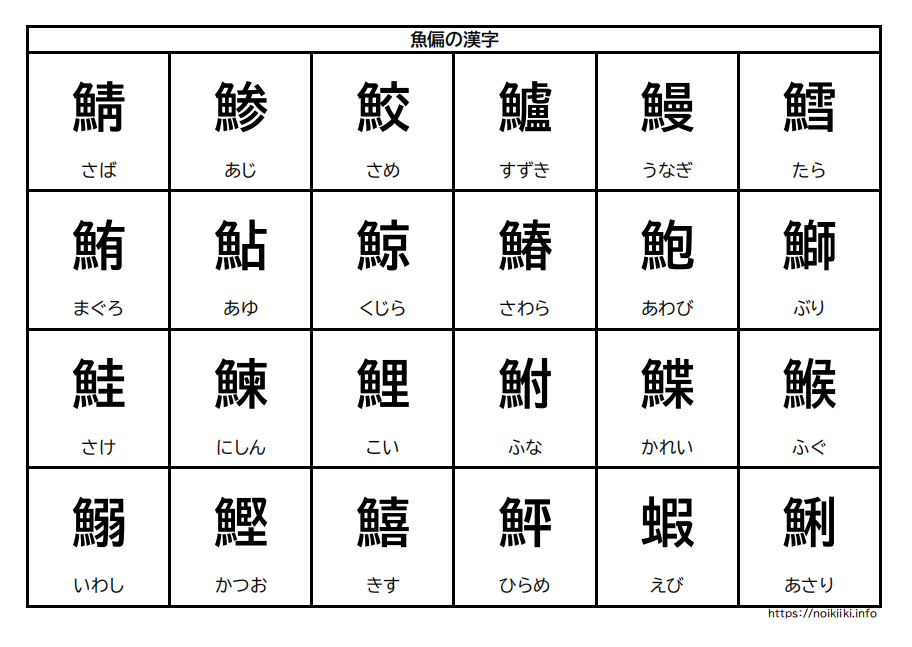 魚偏の漢字
鯖 鯵 鮫 鱸 鰻 鱈
さば あじ さめ すずき うなぎ たら
鮪 鮎 鯨 鰆 鮑 鰤
まぐろ あゆ くじら さわら あわび ぶり
鮭 鰊 鯉 鮒 鰈 鯸
さけ にしん こい ふな かれい ふぐ
鰯 鰹 鱚 鮃 蝦 鯏
いわし かつお きす ひらめ えび あさり
https://noikiiki.info